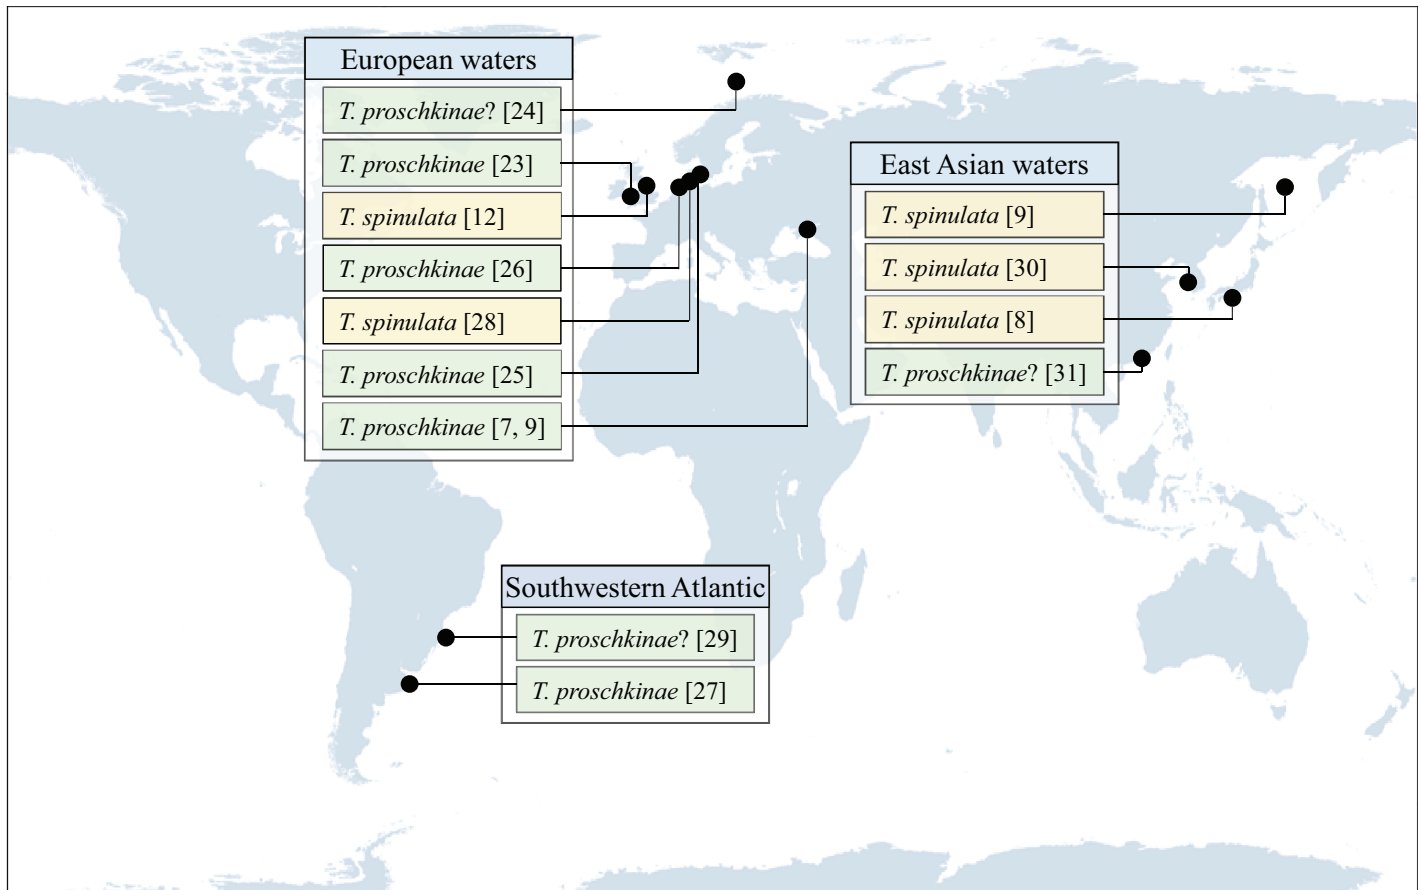 European waters
T. proschkinae? [24]
T. proschkinae [23]
T. spinulata [12]
T. proschkinae [26]
T. spinulata [28]
T. proschkinae [25]
T. proschkinae [7, 9]
East Asian waters
T. spinulata [9]
T. spinulata [30]
T. spinulata [8]
T. proschkinae? [31]
Southwestern Atlantic
T. proschkinae? [29]
T. proschkinae [27]